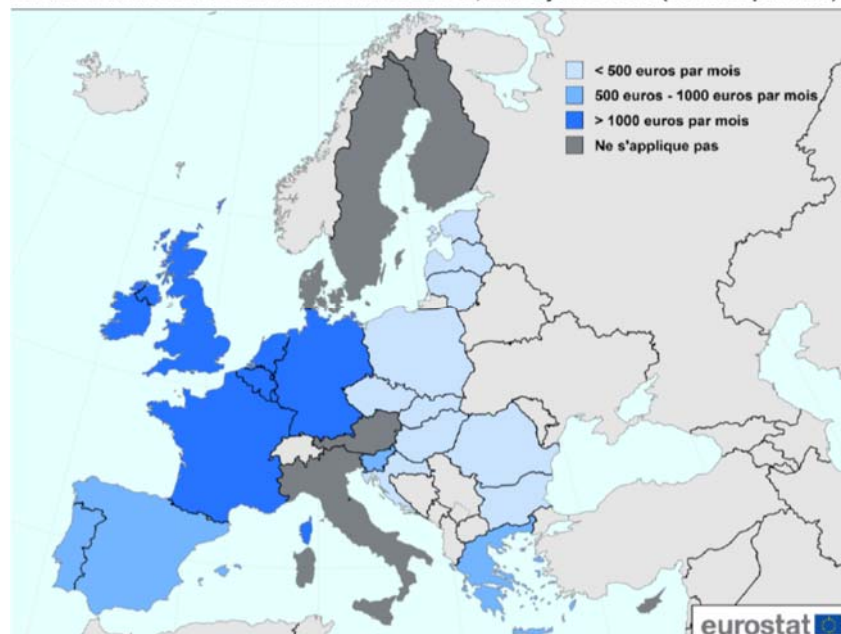 < 500 euros par mois
500 euros - 1000 euros par mois
> 1000 euros par mois
Ne s'applique pas
eurostat